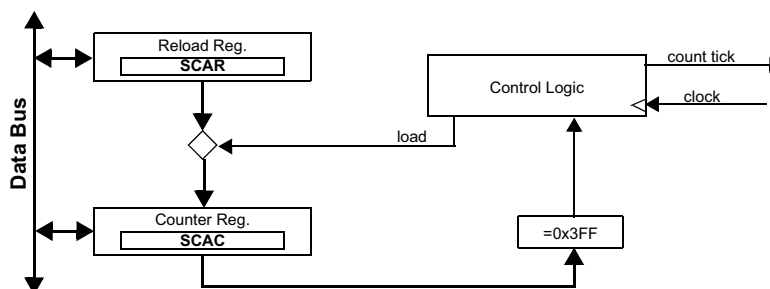 Data Bus
Reload Reg.
SCAR
Control Logic
count tick
clock
load
Counter Reg.
SCAC
=0x3FF